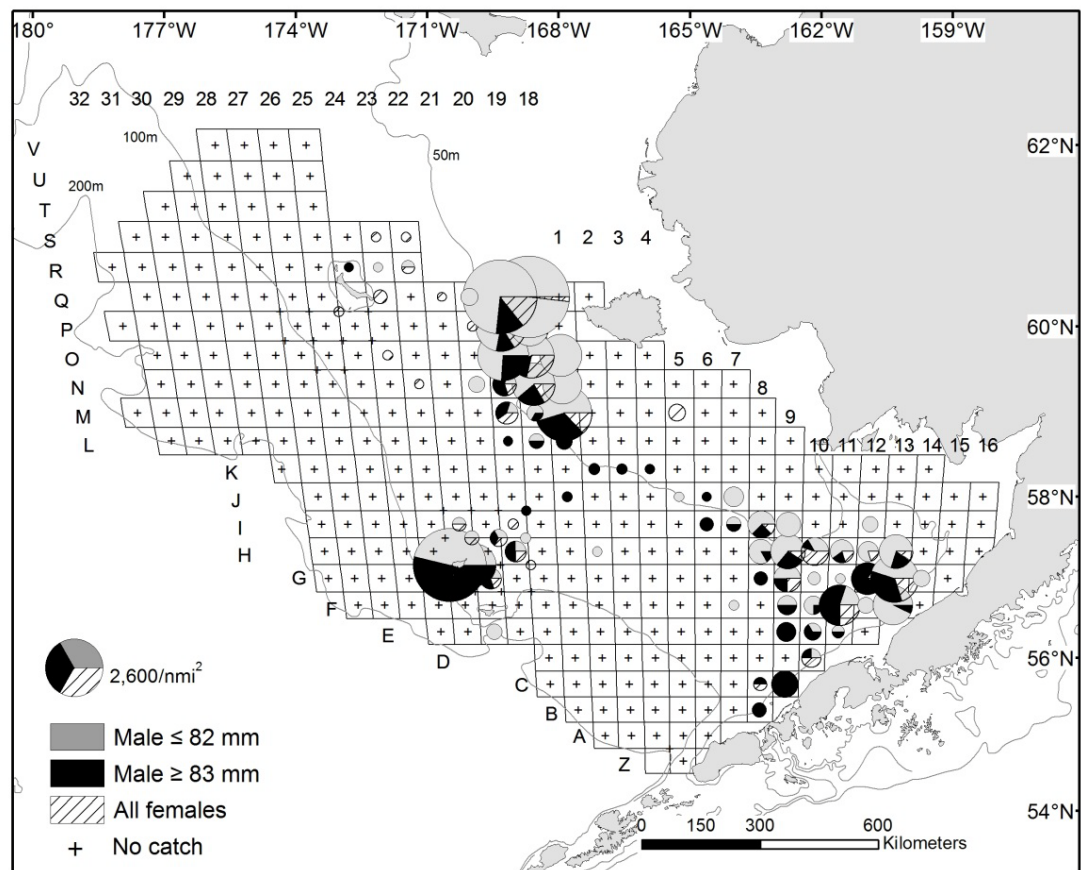 180° 177°W 174°W 171°W 168°W 165°W 162°W 159°W
32 31 30 29 28 27 26 25 24 23 22 21 20 19 18
100m
50m
V
62°N
U
200m
T
S
1 2 3 4
R
Q
P
60°N
O
5 6 7
N
8
M
9
L
10 11 12 13 14 15 16
K
J
58°N
I
H
G
F
E
D
56°N
2,600/nmi²
C
B
A
Z
Male ≤ 82 mm
Male ≥ 83 mm
All females
No catch
54°N
0 150 300 600
Kilometers